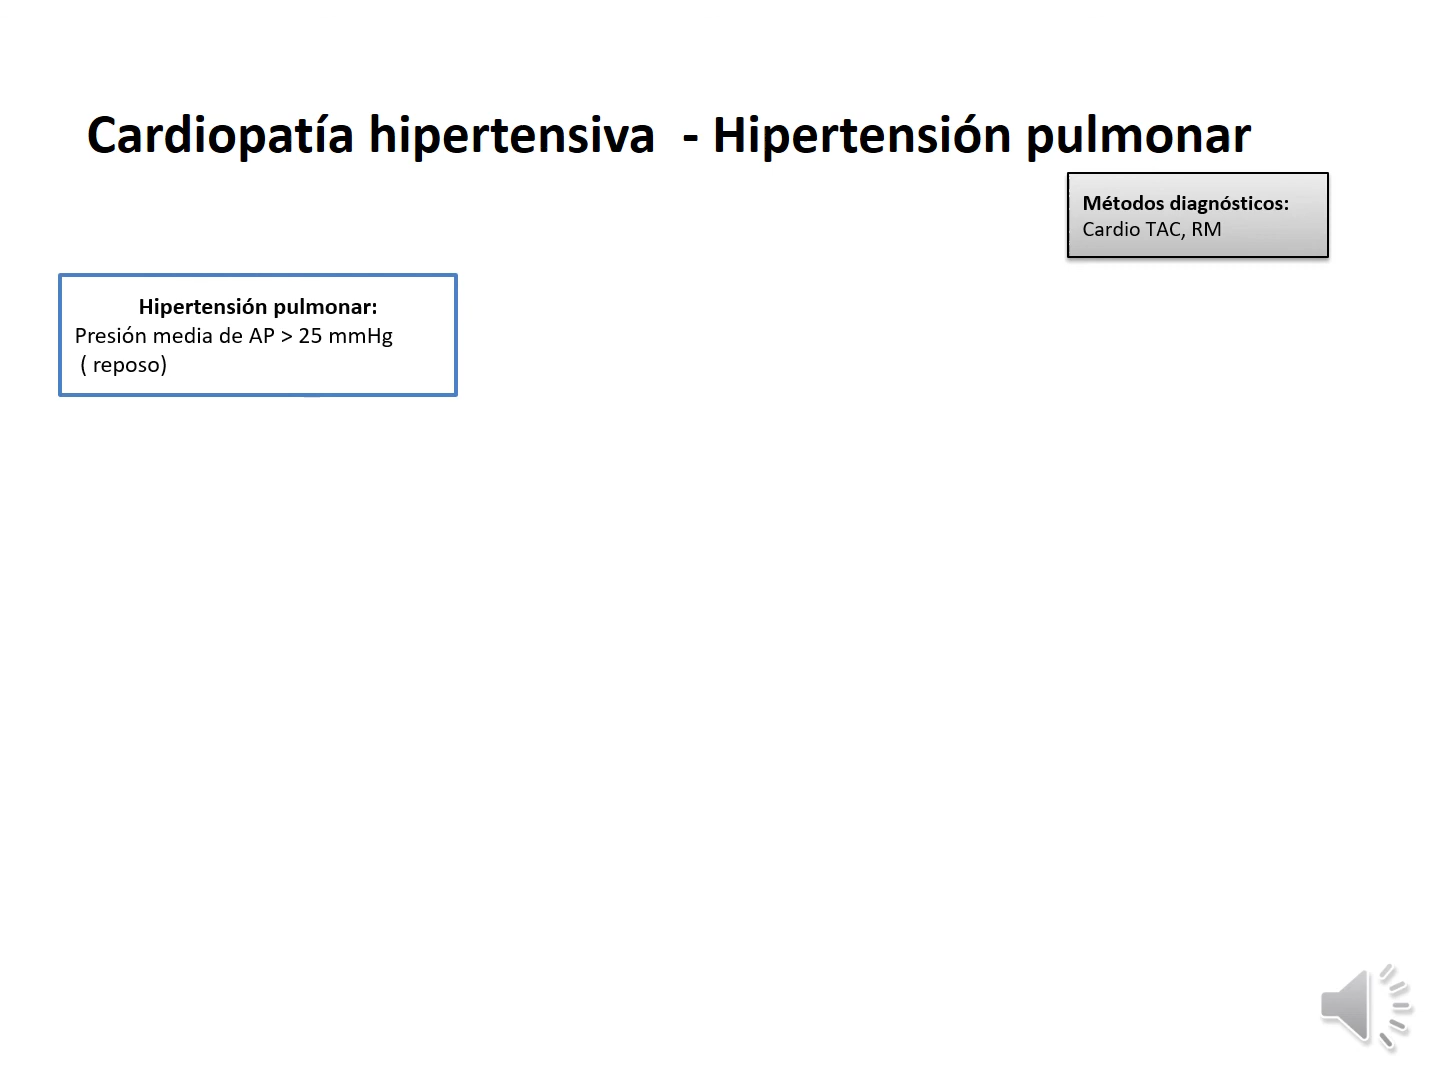 Cardiopatía hipertensiva  - Hipertensión pulmonar
Métodos diagnósticos:
Cardio TAC, RM
Hipertensión pulmonar:
Presión media de AP > 25 mmHg
( reposo)